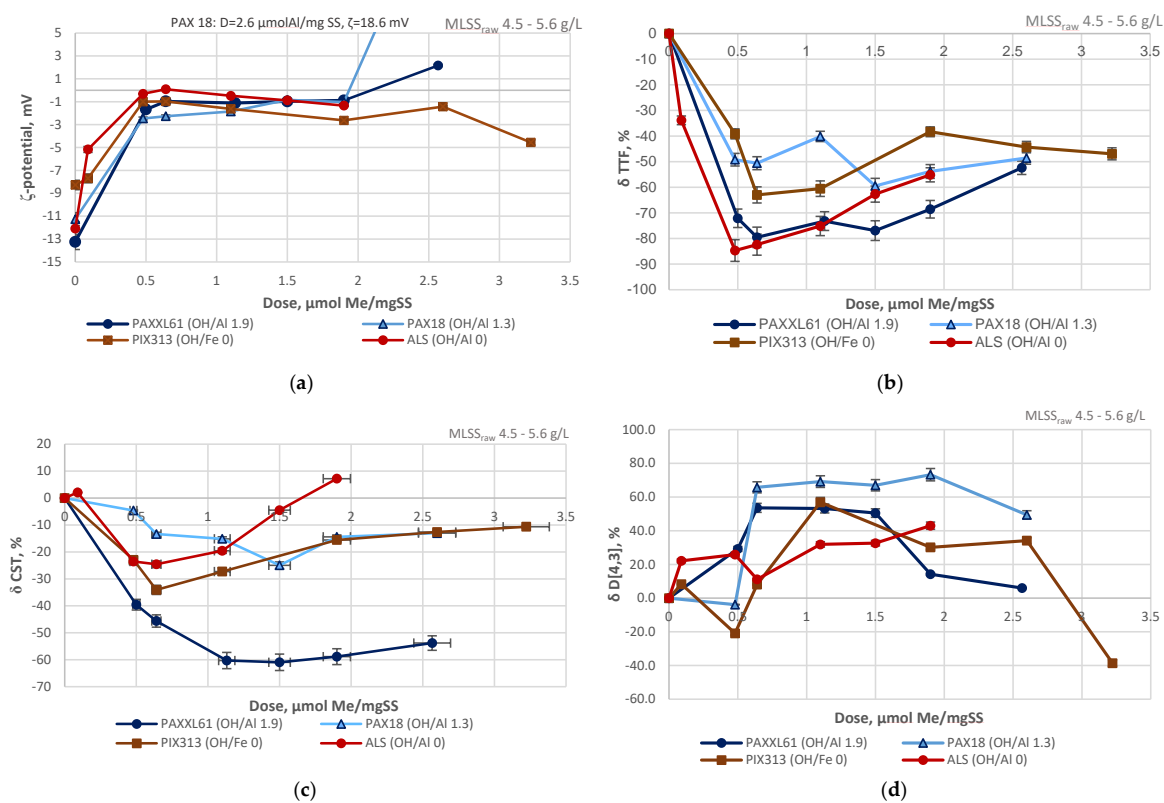 PAX 18: D=2.6 µmolAl/mg SS, ζ=18.6 mV
MLSSraw 4.5 - 5.6 g/L
5
3
1
-1
-3
-5
-7
-9
-11
-13
-15
ζ-potential, mV
0 0.5 1 1.5 2 2.5 3 3.5
Dose, µmol Me/mgSS
PAXXL61 (OH/Al 1.9) PAX18 (OH/Al 1.3)
PIX313 (OH/Fe 0) ALS (OH/Al 0)
(a)
MLSSraw 4.5 - 5.6 g/L
0
-10
-20
-30
-40
-50
-60
-70
-80
-90
-100
δ TTF, %
0 0.5 1 1.5 2 2.5 3 3.5
Dose, µmol Me/mgSS
PAXXL61 (OH/Al 1.9) PAX18 (OH/Al 1.3)
PIX313 (OH/Fe 0) ALS (OH/Al 0)
(b)
MLSSraw 4.5 - 5.6 g/L
20
10
0
-10
-20
-30
-40
-50
-60
-70
δ CST, %
0 0.5 1 1.5 2 2.5 3 3.5
Dose, µmol Me/mgSS
PAXXL61 (OH/Al 1.9) PAX18 (OH/Al 1.3)
PIX313 (OH/Fe 0) ALS (OH/Al 0)
(c)
MLSSraw 4.5 - 5.6 g/L
100.0
80.0
60.0
40.0
20.0
0.0
-20.0
-40.0
-60.0
δ D[4,3], %
0 0.5 1 1.5 2 2.5 3 3.5
Dose, µmol Me/mgSS
PAXXL61 (OH/Al 1.9) PAX18 (OH/Al 1.3)
PIX313 (OH/Fe 0) ALS (OH/Al 0)
(d)